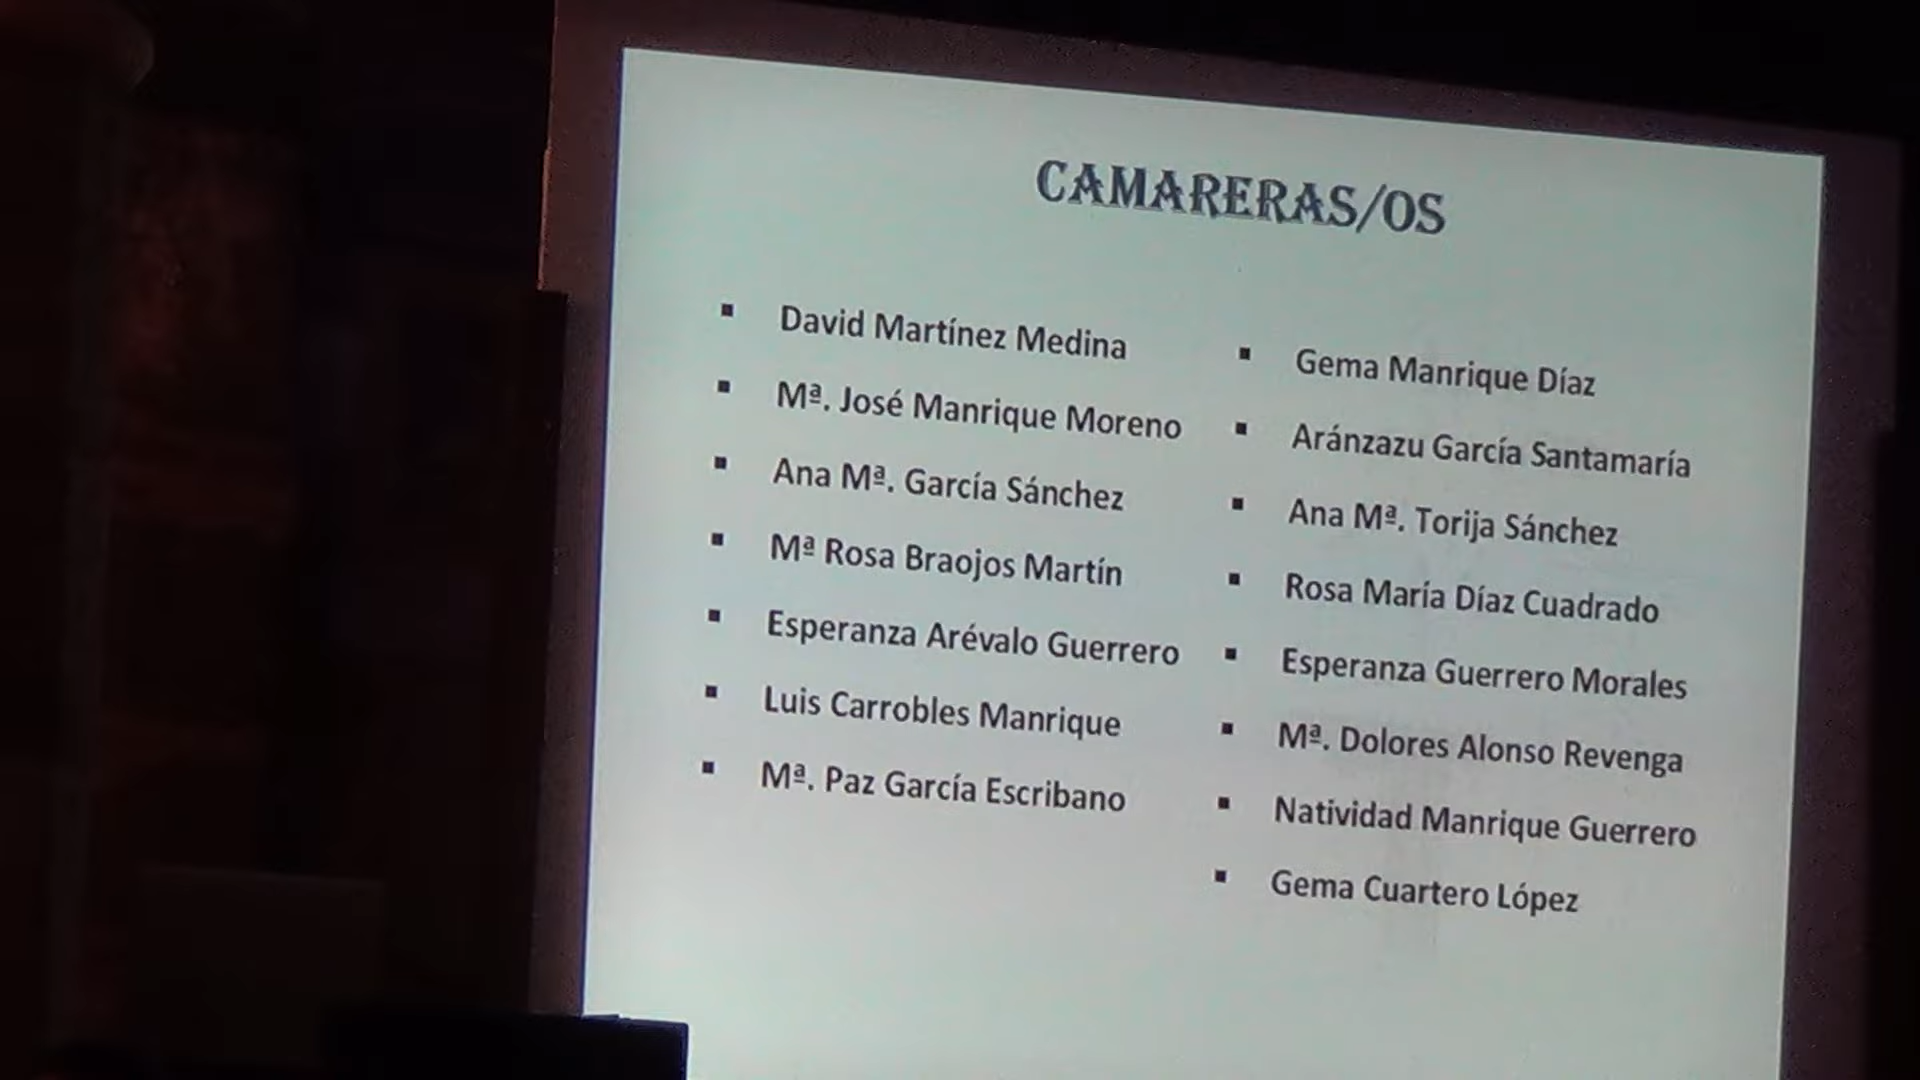 CAMARERAS/OS
David Martínez Medina
Mª. José Manrique Moreno
Ana Mª. García Sánchez
Mª Rosa Braojos Martín
Esperanza Arévalo Guerrero
Luis Carrobles Manrique
Mª. Paz García Escribano
Gema Manrique Díaz
Aránzazu García Santamaría
Ana Mª. Torija Sánchez
Rosa María Díaz Cuadrado
Esperanza Guerrero Morales
Mª. Dolores Alonso Revenga
Natividad Manrique Guerrero
Gema Cuartero López